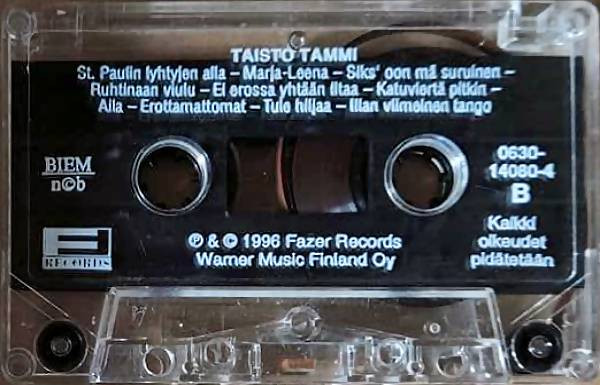 TAISTO TAMMI
St. Paulin lyhtyjen alla – Marja-Leena – Siks' oon mä suruinen –
Ruhtinaan viulu – Ei erossa yhtään iltaa – Katuviertä pitkin –
Aila – Erottamattomat – Tule hiljaa – Illan viimeinen tango
BIEM
n©b
0630-
14080-4
B
Kaikki
oikeudet
pidätetään
RECORDS
℗ & © 1996 Fazer Records
Warner Music Finland Oy